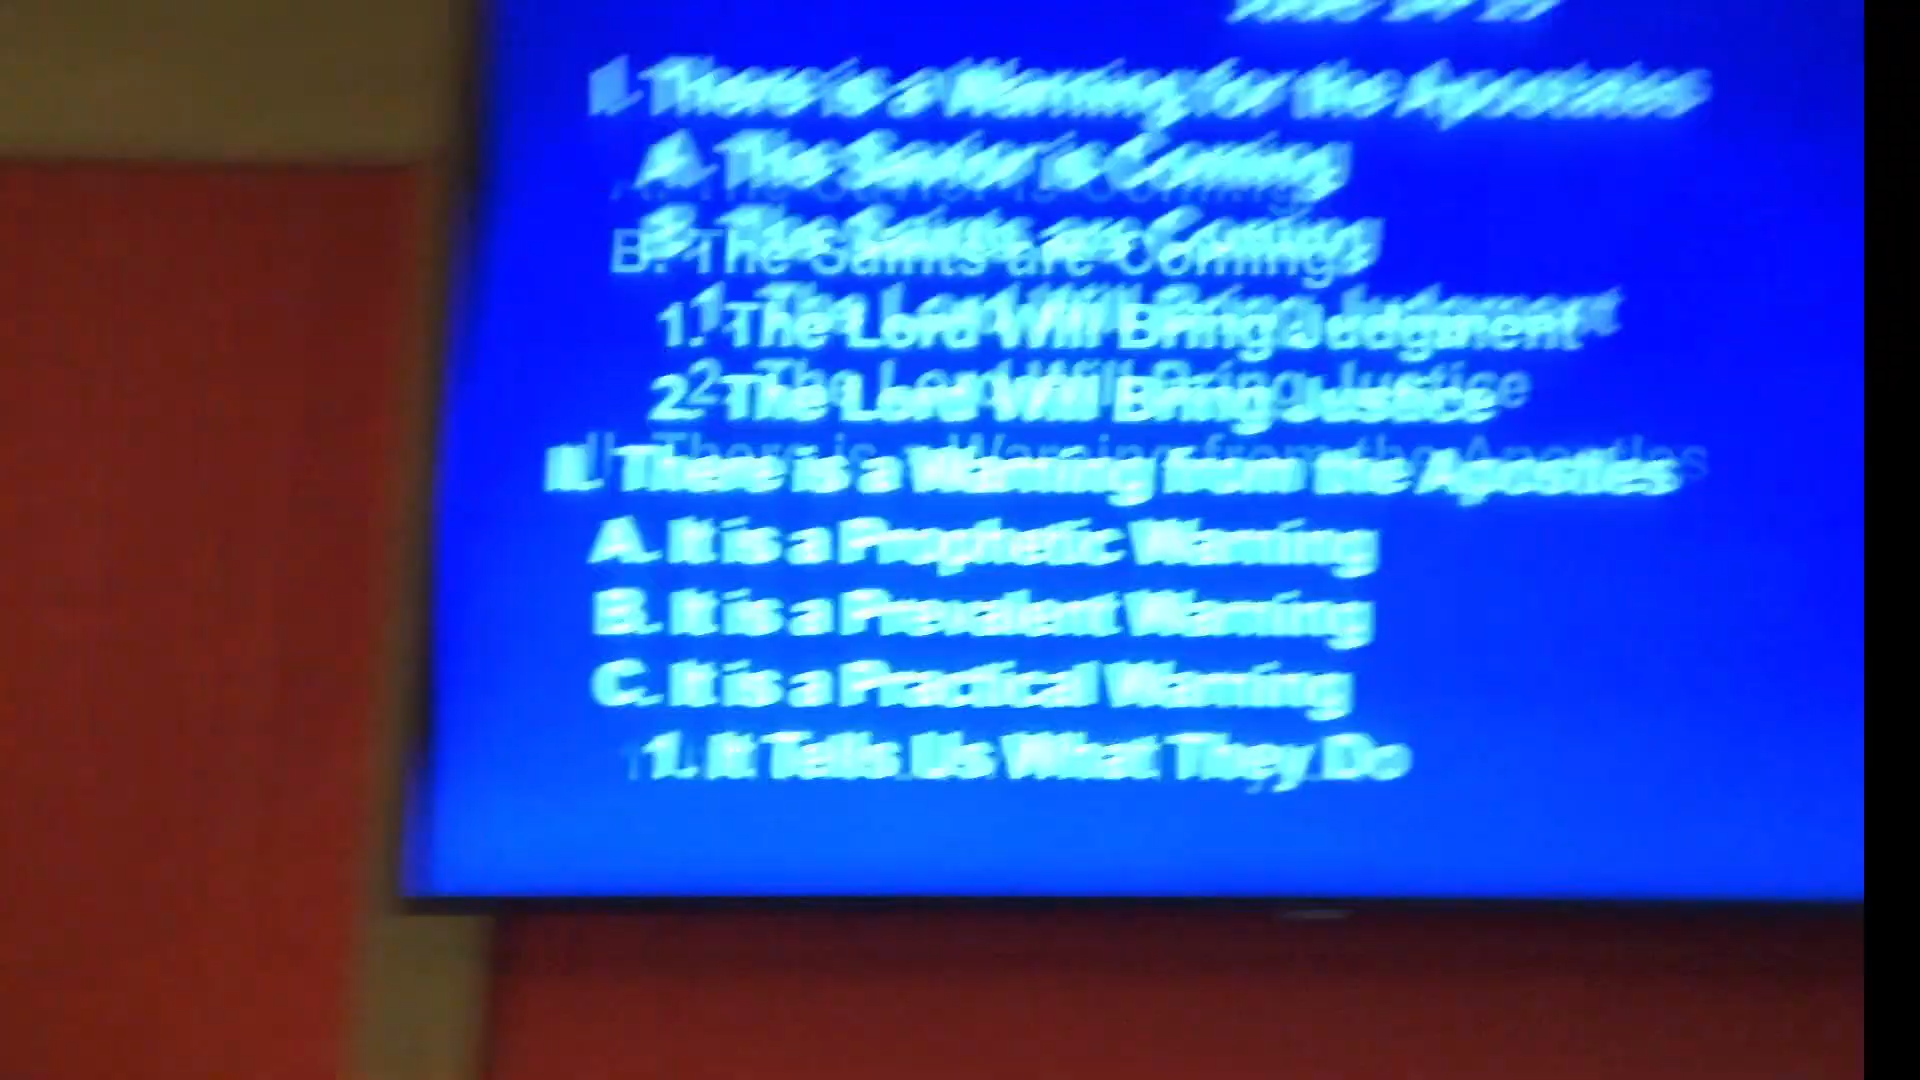 I. There is a Warning for the Apostates
A. The Savior is Coming
B. The Saints are Coming
1. The Lord Will Bring Judgment
2. The Lord Will Bring Justice
II. There is a Warning from the Apostles
A. It is a Prophetic Warning
B. It is a Prevalent Warning
C. It is a Practical Warning
1. It Tells Us What They Do